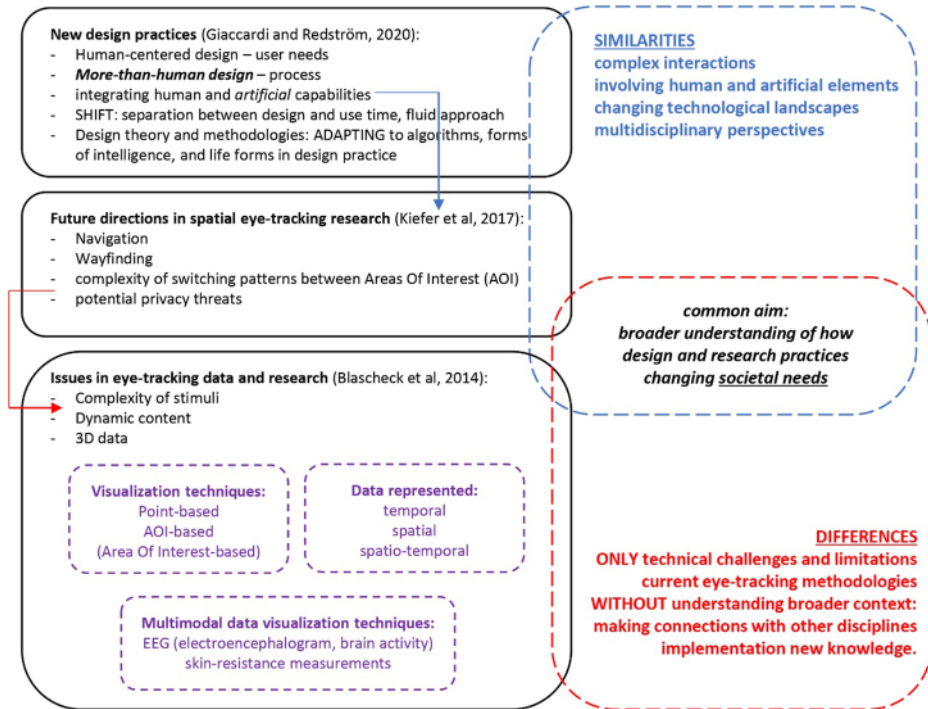 New design practices (Giaccardi and Redström, 2020):
- Human-centered design – user needs
- More-than-human design – process
- integrating human and artificial capabilities
- SHIFT: separation between design and use time, fluid approach
- Design theory and methodologies: ADAPTING to algorithms, forms
of intelligence, and life forms in design practice
Future directions in spatial eye-tracking research (Kiefer et al, 2017):
- Navigation
- Wayfinding
- complexity of switching patterns between Areas Of Interest (AOI)
- potential privacy threats
Issues in eye-tracking data and research (Blascheck et al, 2014):
- Complexity of stimuli
- Dynamic content
- 3D data
Visualization techniques:
Point-based
AOI-based
(Area Of Interest-based)
Data represented:
temporal
spatial
spatio-temporal
Multimodal data visualization techniques:
EEG (electroencephalogram, brain activity)
skin-resistance measurements
SIMILARITIES
complex interactions
involving human and artificial elements
changing technological landscapes
multidisciplinary perspectives
common aim:
broader understanding of how
design and research practices
changing societal needs
DIFFERENCES
ONLY technical challenges and limitations
current eye-tracking methodologies
WITHOUT understanding broader context:
making connections with other disciplines
implementation new knowledge.